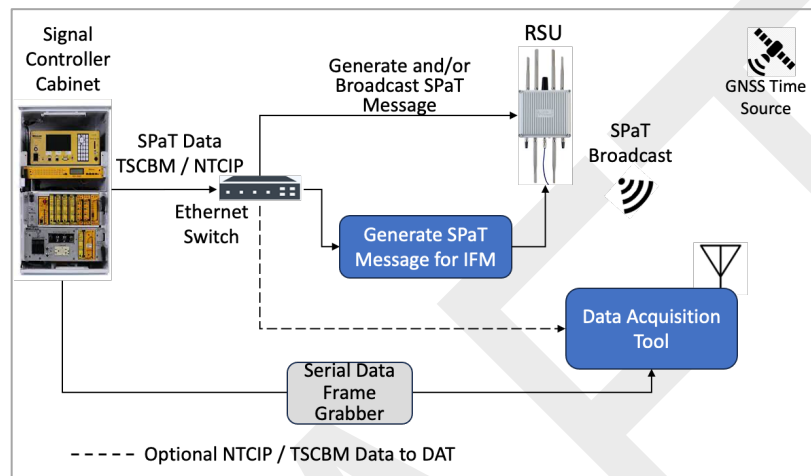 Signal
Controller
Cabinet
RSU
Generate and/or
Broadcast SPaT
Message
GNSS Time
Source
SPaT Data
TSCBM / NTCIP
SPaT
Broadcast
Ethernet
Switch
Generate SPaT
Message for IFM
Data Acquisition
Tool
Serial Data
Frame
Grabber
Optional NTCIP / TSCBM Data to DAT